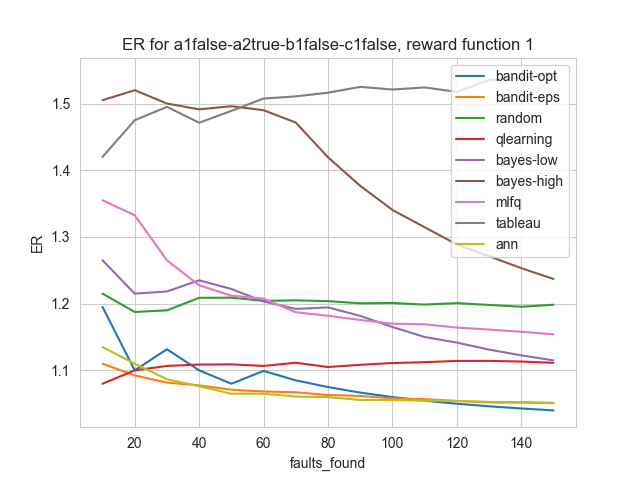 ER for a1false-a2true-b1false-c1false, reward function 1
bandit-opt
bandit-eps
random
qlearning
bayes-low
bayes-high
mlfq
tableau
ann
1.5
1.4
1.3
1.2
1.1
ER
20 40 60 80 100 120 140
faults_found